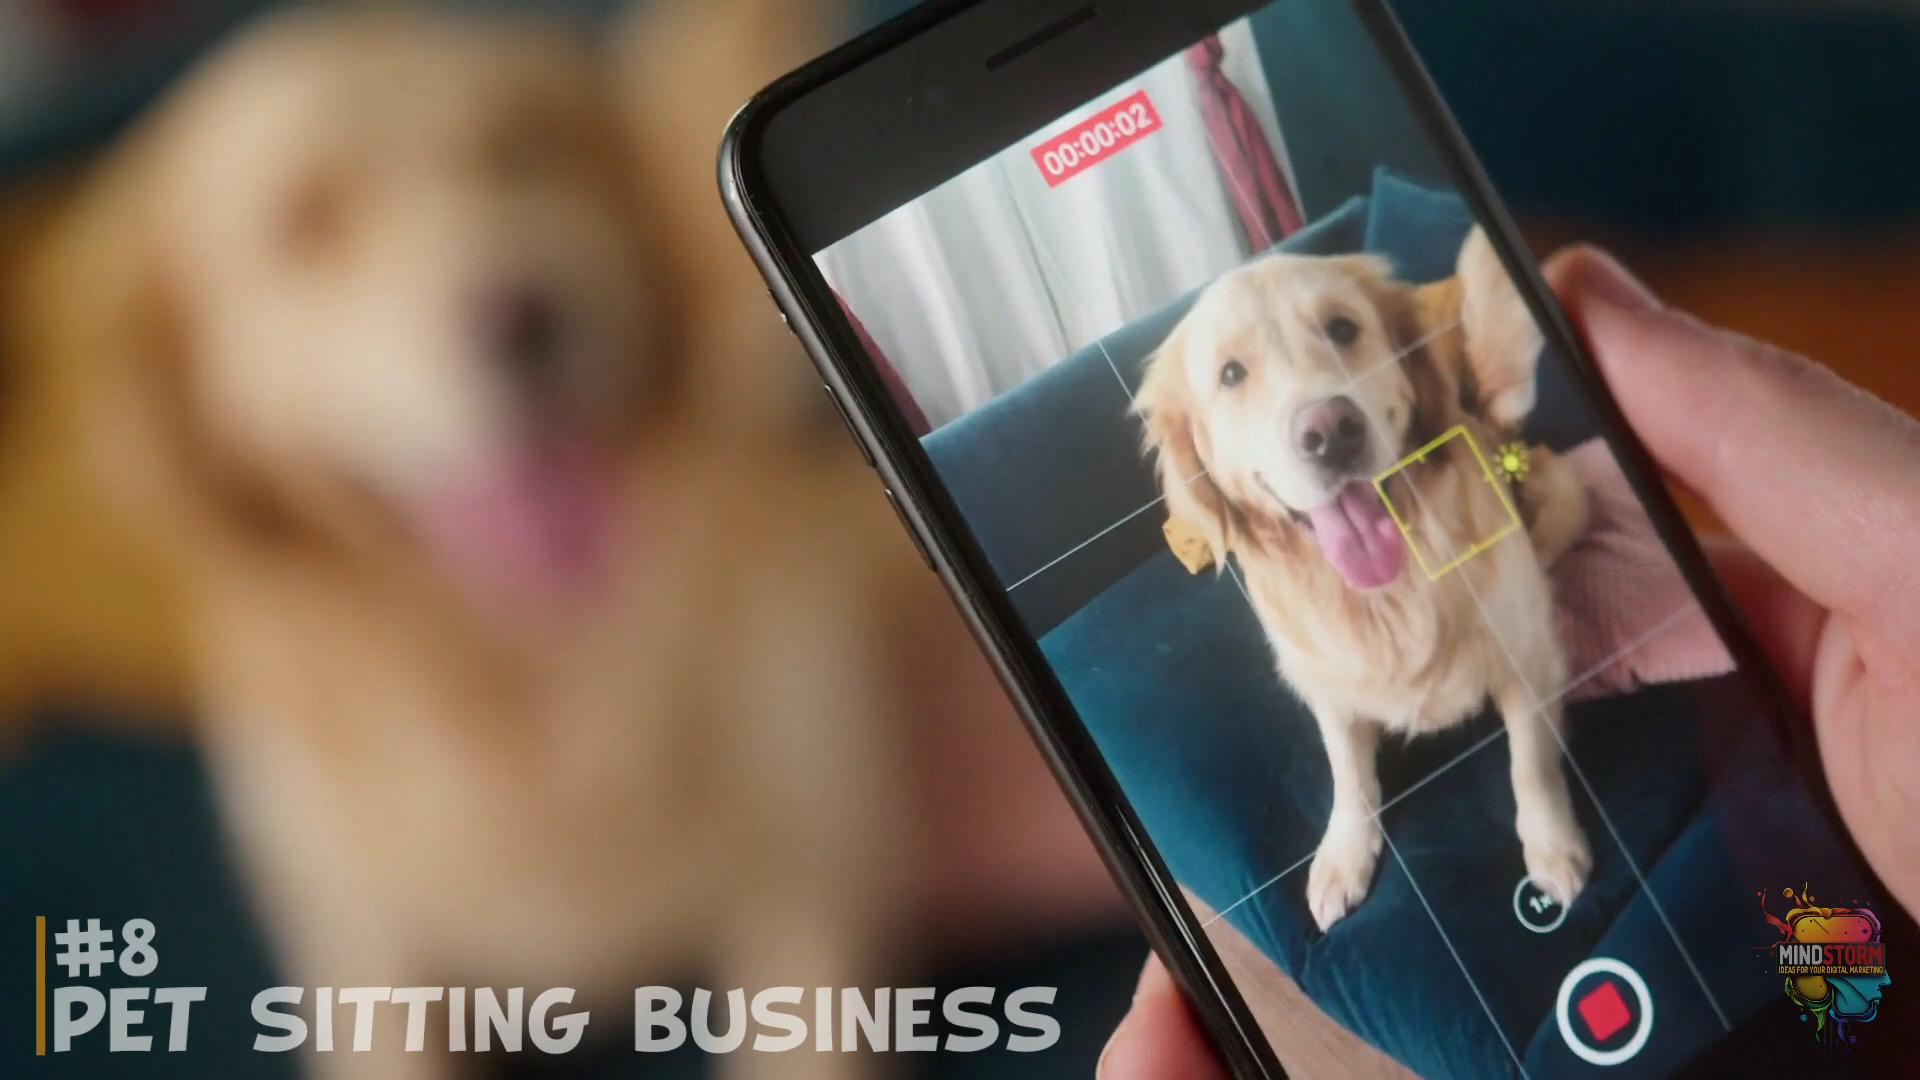 00:00:02
1x
#8
PET SITTING BUSINESS
MINDSTORM
IDEAS FOR YOUR DIGITAL MARKETING